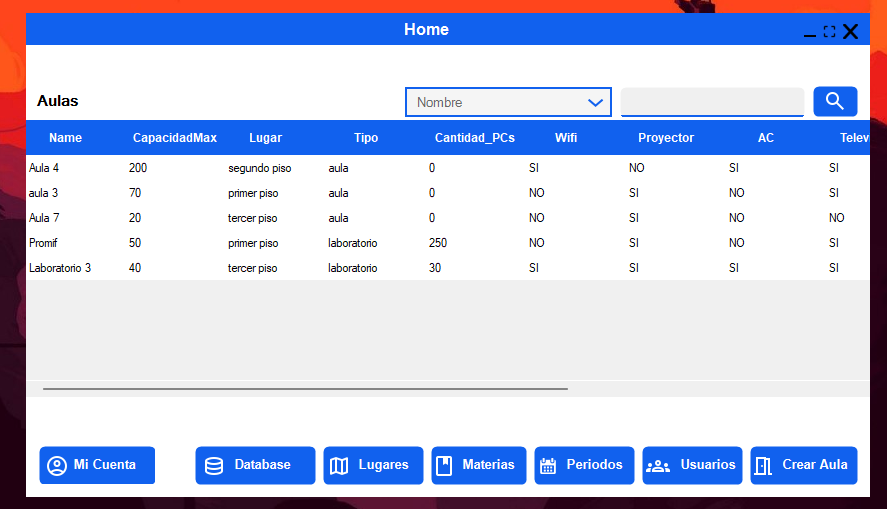 Home
Aulas Nombre
Name CapacidadMax Lugar Tipo Cantidad_PCs Wifi Proyector AC Telev
Aula 4 200 segundo piso aula 0 SI NO SI SI
aula 3 70 primer piso aula 0 NO SI NO SI
Aula 7 20 tercer piso aula 0 NO SI NO NO
Promif 50 primer piso laboratorio 250 NO SI NO SI
Laboratorio 3 40 tercer piso laboratorio 30 SI SI SI SI
Mi Cuenta Database Lugares Materias Periodos Usuarios Crear Aula